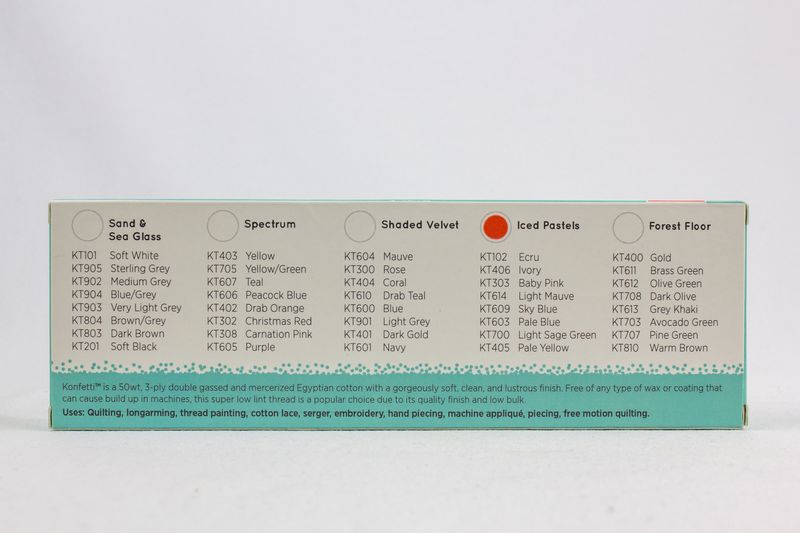 Sand &
Sea Glass
KT101 Soft White
KT905 Sterling Grey
KT902 Medium Grey
KT904 Blue/Grey
KT903 Very Light Grey
KT804 Brown/Grey
KT803 Dark Brown
KT201 Soft Black
Spectrum
KT403 Yellow
KT705 Yellow/Green
KT607 Teal
KT606 Peacock Blue
KT402 Drab Orange
KT302 Christmas Red
KT308 Carnation Pink
KT605 Purple
Shaded Velvet
KT604 Mauve
KT300 Rose
KT404 Coral
KT610 Drab Teal
KT600 Blue
KT901 Light Grey
KT401 Dark Gold
KT601 Navy
Iced Pastels
KT102 Ecru
KT406 Ivory
KT303 Baby Pink
KT614 Light Mauve
KT609 Sky Blue
KT603 Pale Blue
KT700 Light Sage Green
KT405 Pale Yellow
Forest Floor
KT400 Gold
KT611 Brass Green
KT612 Olive Green
KT708 Dark Olive
KT613 Grey Khaki
KT703 Avocado Green
KT707 Pine Green
KT810 Warm Brown
Konfetti™ is a 50wt, 3-ply double gassed and mercerized Egyptian cotton with a gorgeously soft, clean, and lustrous finish. Free of any type of wax or coating that
can cause build up in machines, this super low lint thread is a popular choice due to its quality finish and low bulk.
Uses: Quilting, longarming, thread painting, cotton lace, serger, embroidery, hand piecing, machine appliqué, piecing, free motion quilting.